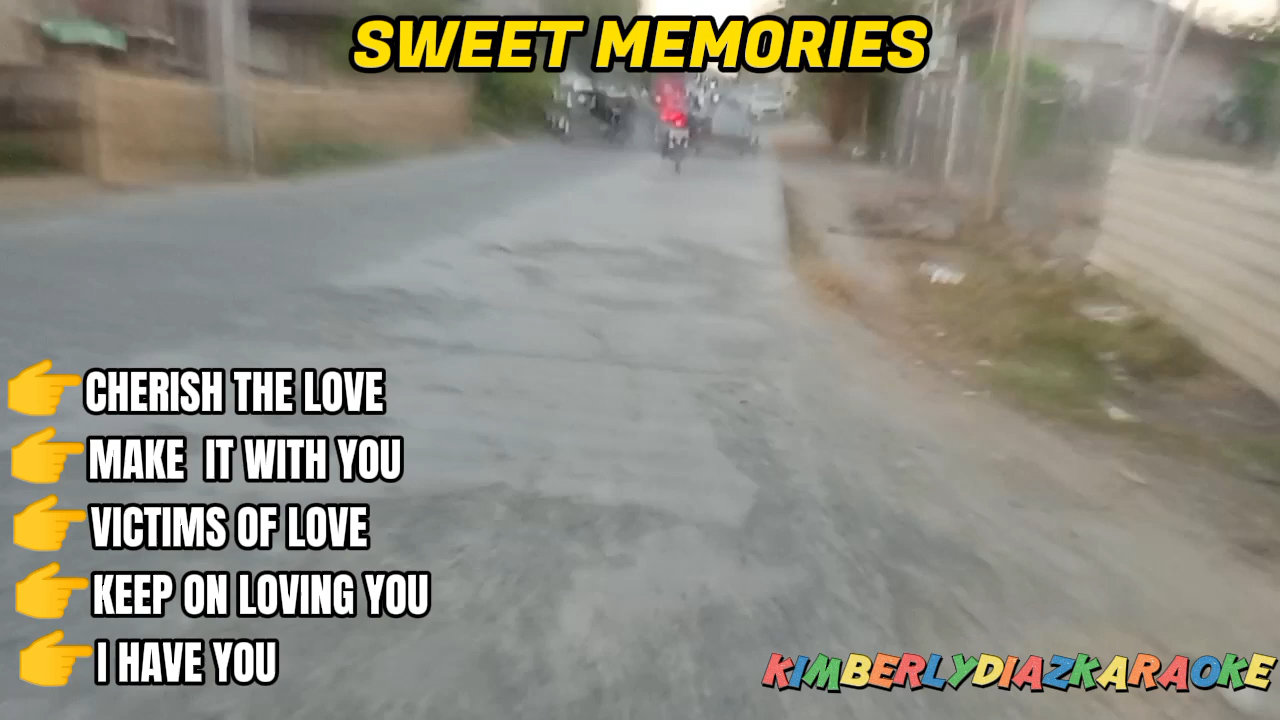 SWEET MEMORIES
CHERISH THE LOVE
MAKE  IT WITH YOU
VICTIMS OF LOVE
KEEP ON LOVING YOU
I HAVE YOU
KIMBERLYDIAZKARAOKE